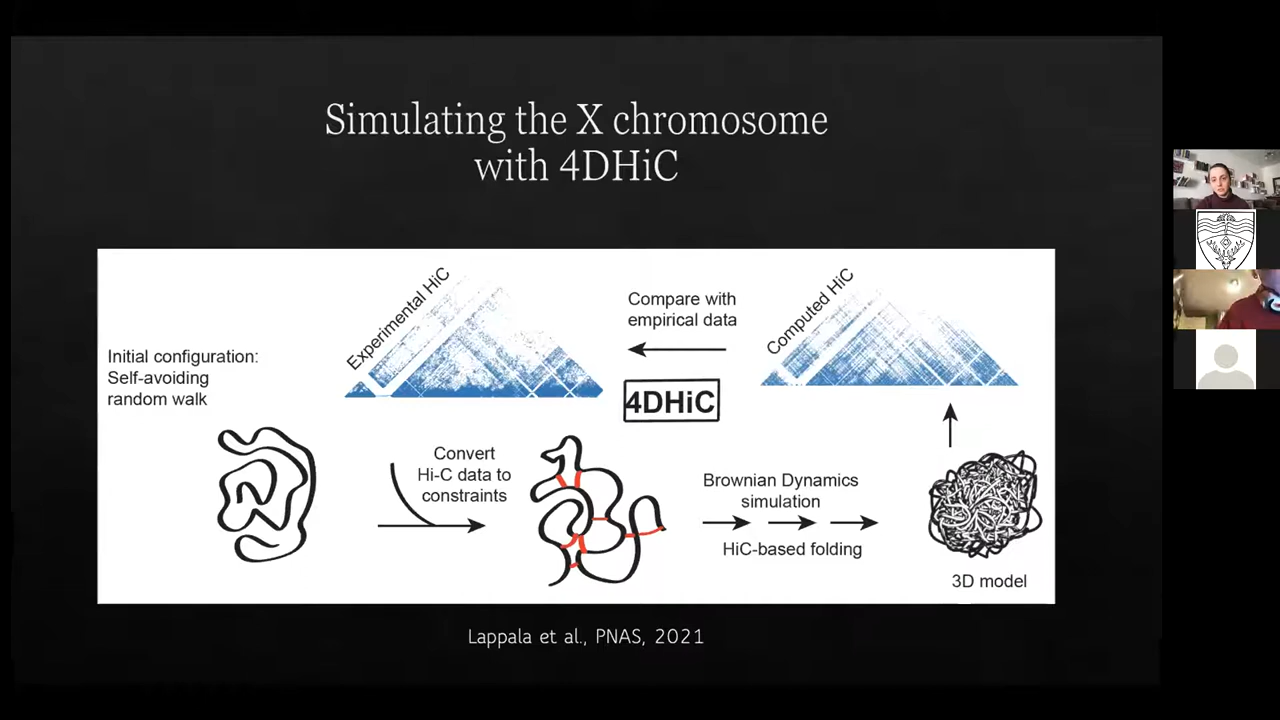 Simulating the X chromosome
with 4DHiC
Experimental HiC
Compare with
empirical data
Computed HiC
Initial configuration:
Self-avoiding
random walk
4DHiC
Convert
Hi-C data to
constraints
Brownian Dynamics
simulation
HiC-based folding
3D model
Lappala et al., PNAS, 2021